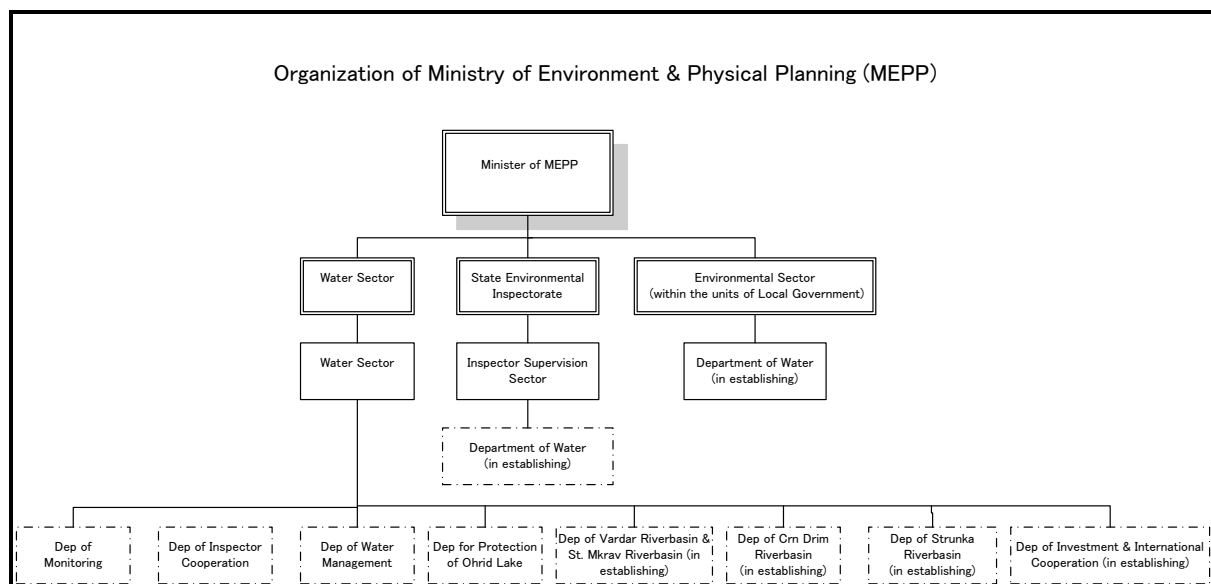 Organization of Ministry of Environment & Physical Planning (MEPP)
Minister of MEPP
Water Sector
State Environmental
Inspectorate
Environmental Sector
(within the units of Local Government)
Water Sector
Inspector Supervision
Sector
Department of Water
(in establishing)
Department of Water
(in establishing)
Dep of
Monitoring
Dep of Inspector
Cooperation
Dep of Water
Management
Dep for Protection
of Ohrid Lake
Dep of Vardar Riverbasin &
St. Mkrav Riverbasin (in
establishing)
Dep of Crn Drim
Riverbasin
(in establishing)
Dep of Strunka
Riverbasin
(in establishing)
Dep of Investment & International
Cooperation (in establishing)